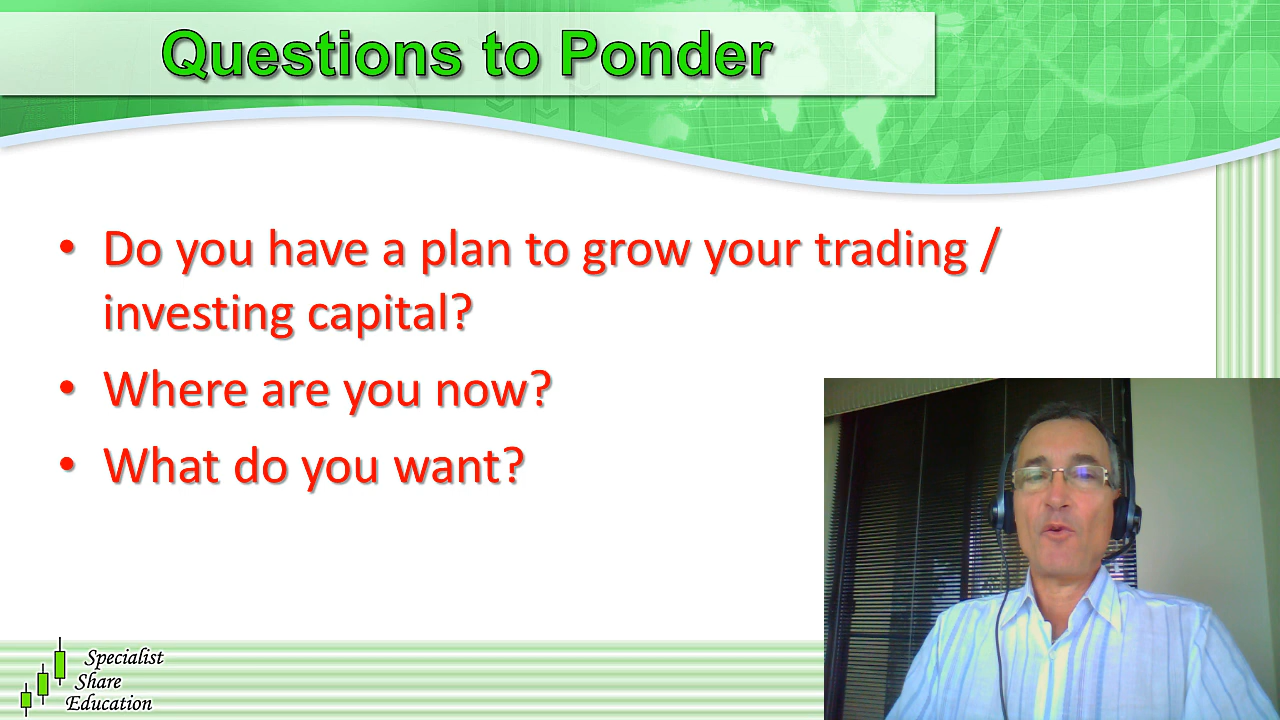 Questions to Ponder
• Do you have a plan to grow your trading /
investing capital?
• Where are you now?
• What do you want?
Specialist
Share
Education